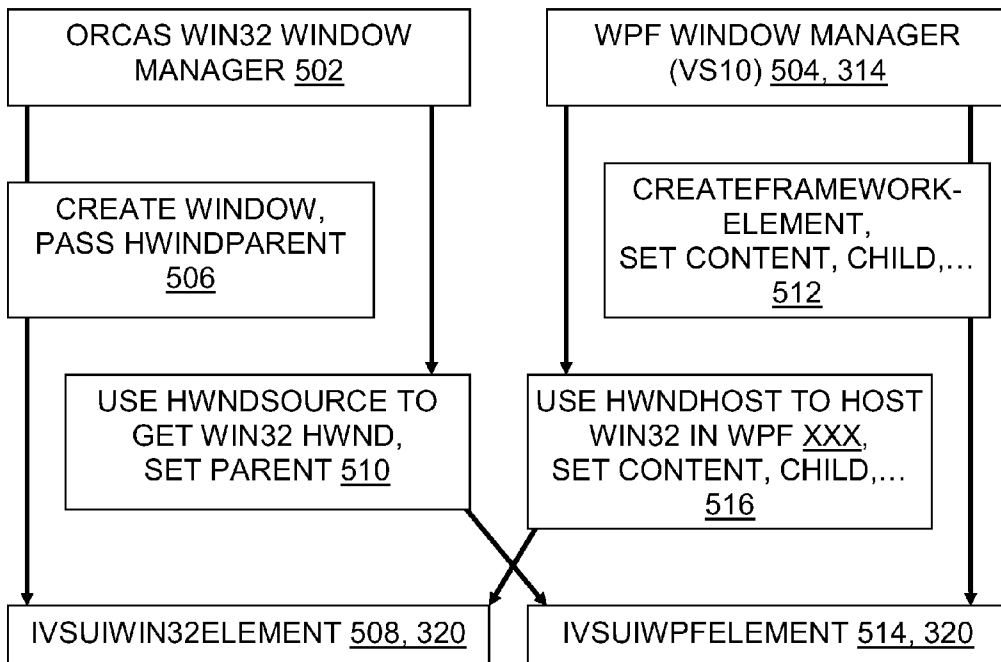 ORCAS WIN32 WINDOW
MANAGER 502
WPF WINDOW MANAGER
(VS10) 504, 314
CREATE WINDOW,
PASS HWINDPARENT
506
CREATEFRAMEWORK-
ELEMENT,
SET CONTENT, CHILD,...
512
USE HWNDSOURCE TO
GET WIN32 HWND,
SET PARENT 510
USE HWNDHOST TO HOST
WIN32 IN WPF XXX,
SET CONTENT, CHILD,...
516
IVSUIWIN32ELEMENT 508, 320
IVSUIWPFELEMENT 514, 320